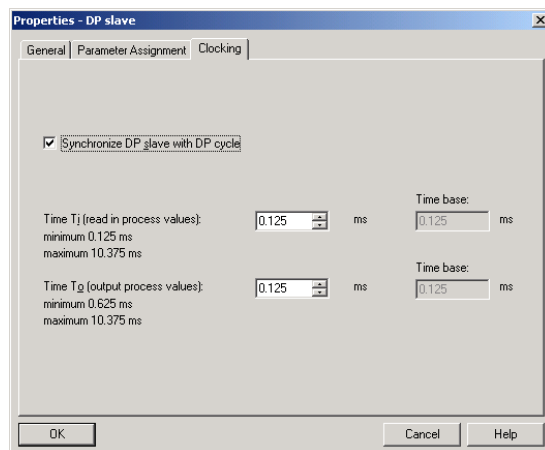 Properties - DP slave
General Parameter Assignment Clocking
Synchronize DP slave with DP cycle
Time base:
Time Ti (read in process values): 0.125 ms 0.125 ms
minimum 0.125 ms
maximum 10.375 ms
Time base:
Time To (output process values): 0.125 ms 0.125 ms
minimum 0.625 ms
maximum 10.375 ms
OK Cancel Help